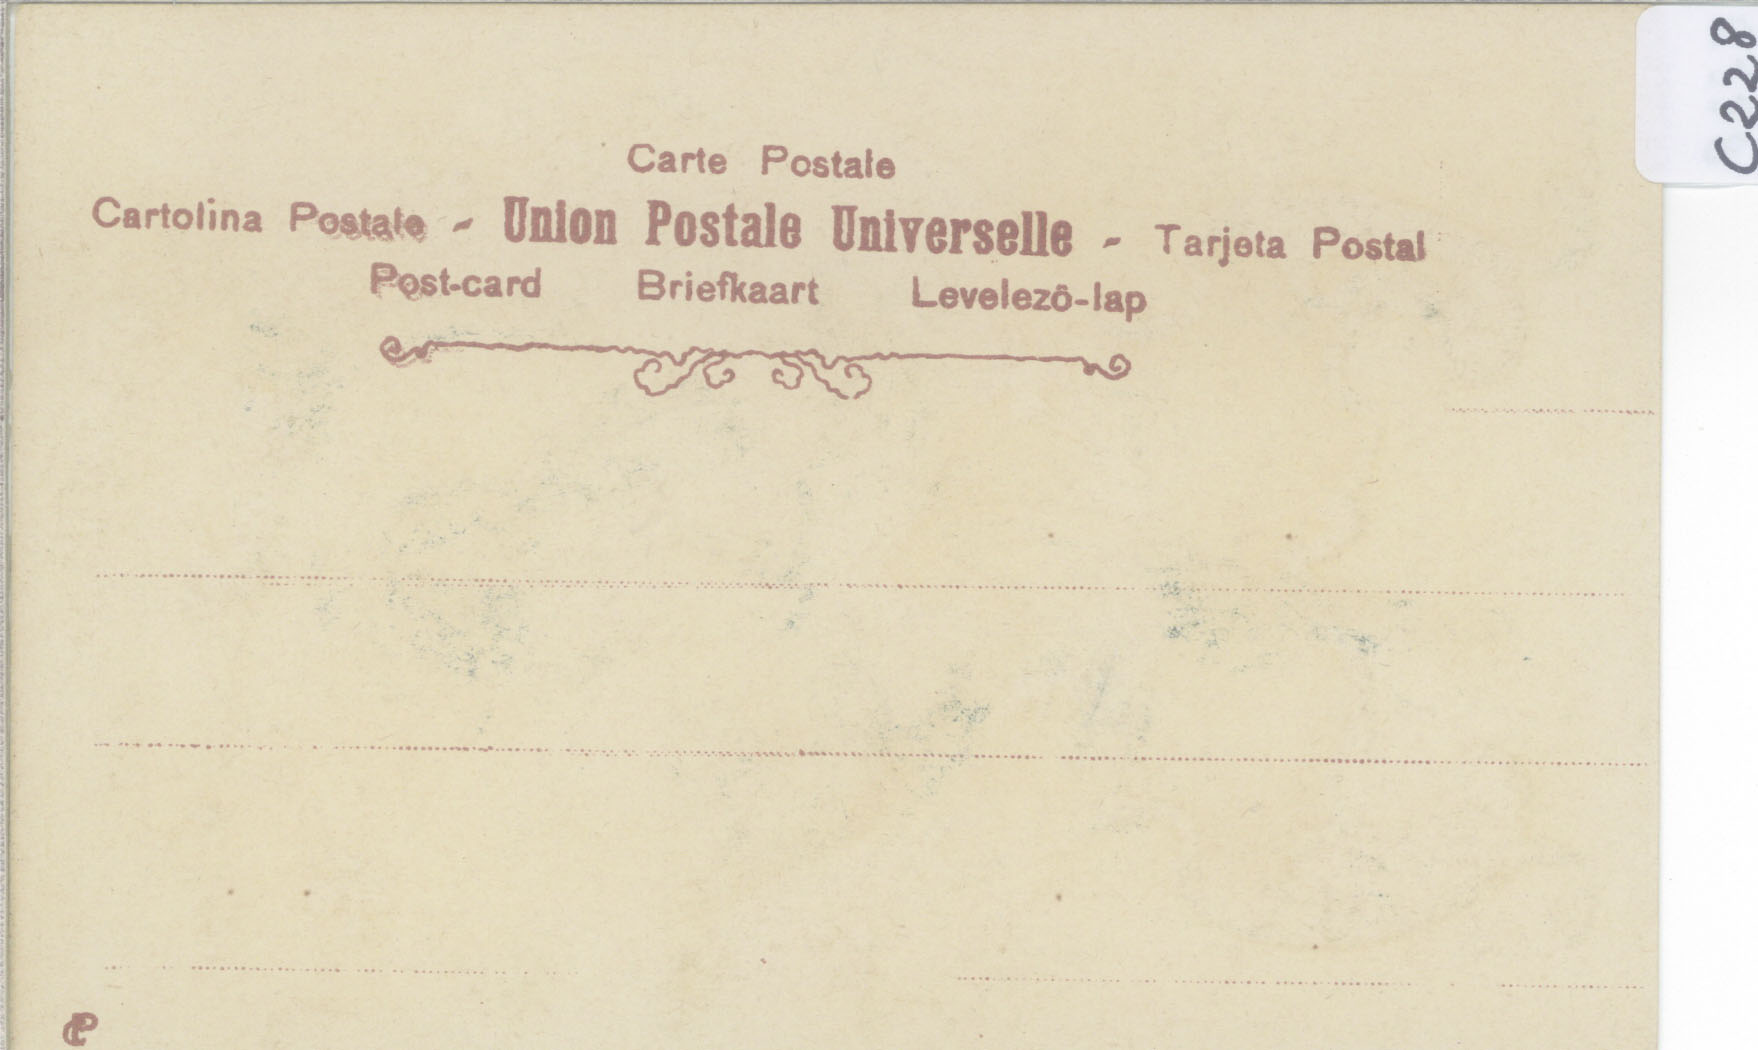 Carte Postale
Cartolina Postale - Union Postale Universelle - Tarjeta Postal
Post-card Briefkaart Levelezö-lap
C228